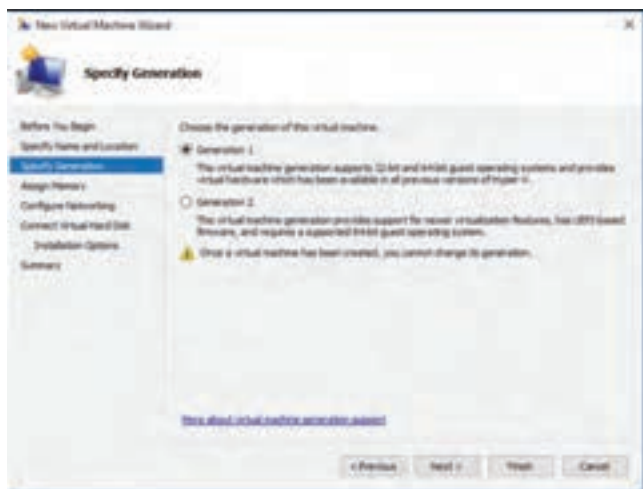 New Virtual Machine Wizard
Specify Generation
Before You Begin
Specify Name and Location
Specify Generation
Assign Memory
Configure Networking
Connect Virtual Hard Disk
Installation Options
Summary
Choose the generation of this virtual machine.
Generation 1
This virtual machine generation supports 32-bit and 64-bit guest operating systems and provides
virtual hardware which has been available in all previous versions of Hyper-V.
Generation 2
This virtual machine generation provides support for newer virtualization features, has UEFI-based
firmware, and requires a supported 64-bit guest operating system.
Once a virtual machine has been created, you cannot change its generation.
More about virtual machine generation support
< Previous
Next >
Finish
Cancel